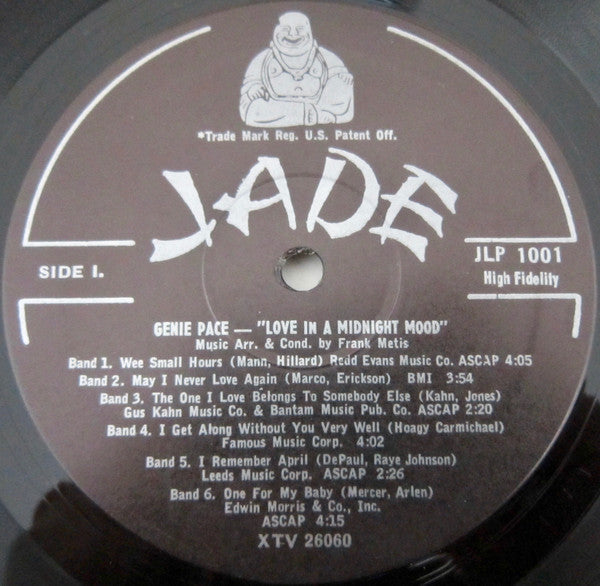 *Trade Mark Reg. U.S. Patent Off.
JADE
SIDE I.
JLP 1001
High Fidelity
GENIE PACE — "LOVE IN A MIDNIGHT MOOD"
Music Arr. & Cond. by Frank Metis
Band 1. Wee Small Hours (Mann, Hillard) Redd Evans Music Co. ASCAP 4:05
Band 2. May I Never Love Again (Marco, Erickson) BMI 3:54
Band 3. The One I Love Belongs To Somebody Else (Kahn, Jones)
Gus Kahn Music Co. & Bantam Music Pub. Co. ASCAP 2:20
Band 4. I Get Along Without You Very Well (Hoagy Carmichael)
Famous Music Corp. 4:02
Band 5. I Remember April (DePaul, Raye Johnson)
Leeds Music Corp. ASCAP 2:26
Band 6. One For My Baby (Mercer, Arlen)
Edwin Morris & Co., Inc.
ASCAP 4:15
XTV 26060